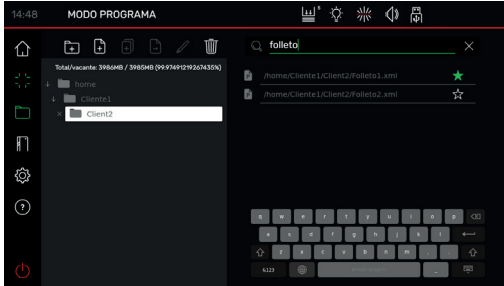 14:48 MODO PROGRAMA
folleto
Total/vacante: 3986MB / 3985MB (99.97491219267435%)
home
Cliente1
Client2
/home/Cliente1/Client2/Folleto1.xml
/home/Cliente1/Client2/Folleto2.xml
q w e r t y u i o p
a s d f g h j k l
z x c v b n m , .
&123 _